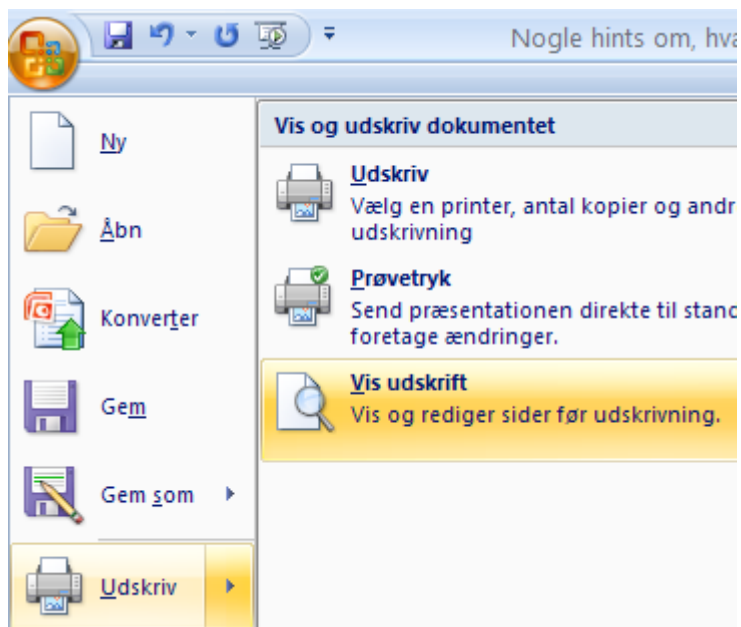 Nogle hints om, hva
Ny
Åbn
Konverter
Gem
Gem som
Udskriv
Vis og udskriv dokumentet
Udskriv
Vælg en printer, antal kopier og andr
udskrivning
Prøvetryk
Send præsentationen direkte til stand
foretage ændringer.
Vis udskrift
Vis og rediger sider før udskrivning.